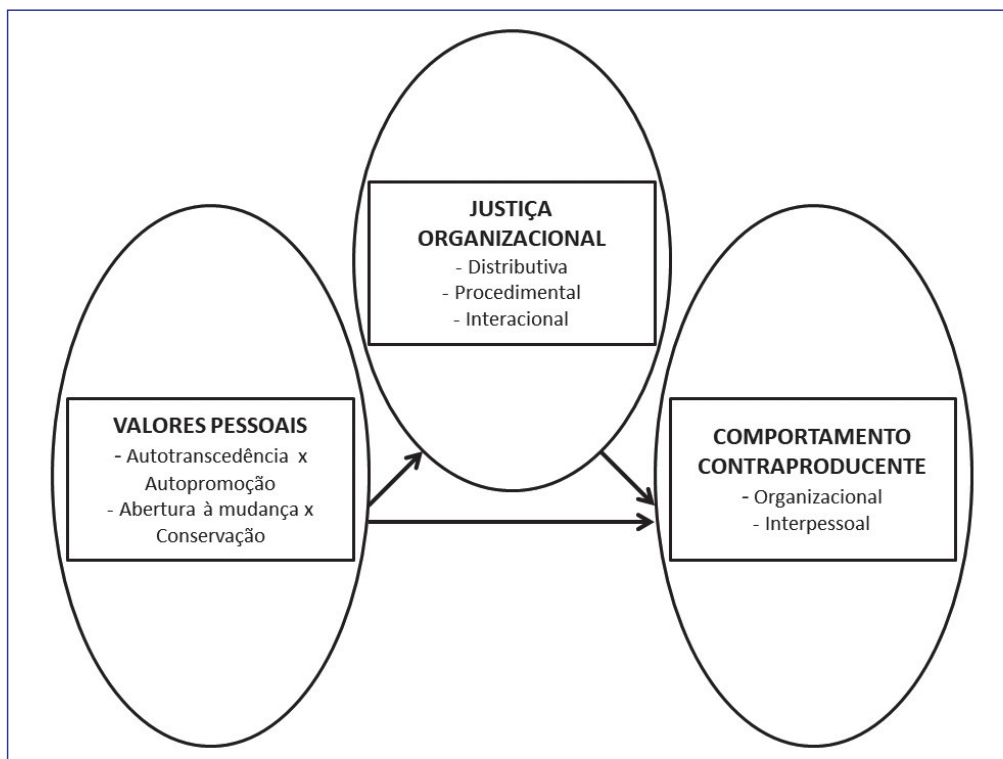 JUSTIÇA
ORGANIZACIONAL
- Distributiva
- Procedimental
- Interacional
VALORES PESSOAIS
- Autotranscedência x
Autopromoção
- Abertura à mudança x
Conservação
COMPORTAMENTO
CONTRAPRODUCENTE
- Organizacional
- Interpessoal